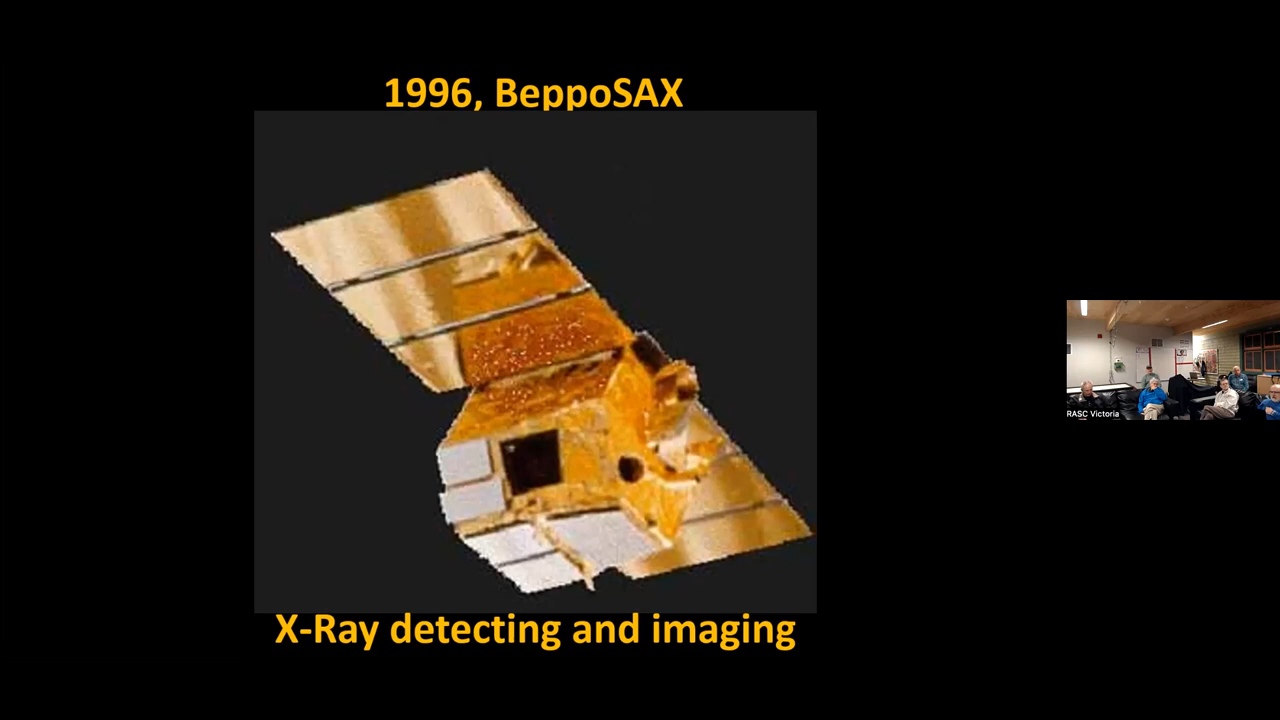 1996, BeppoSAX
X-Ray detecting and imaging
RASC Victoria